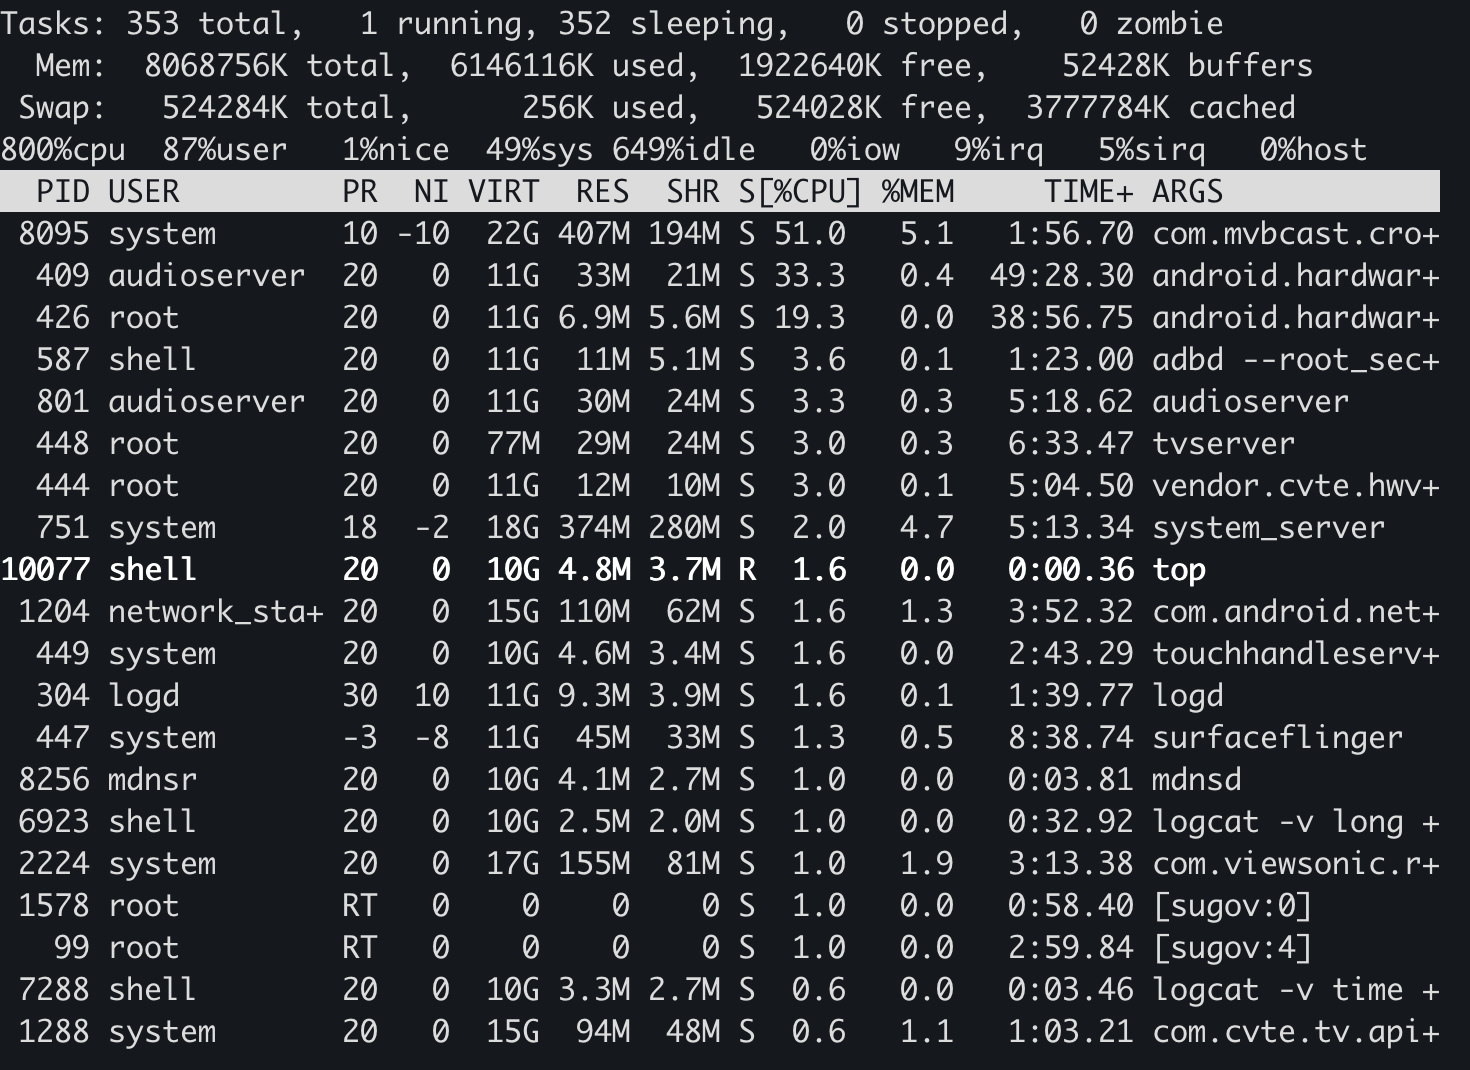 Tasks: 353 total,   1 running, 352 sleeping,   0 stopped,   0 zombie
  Mem:  8068756K total,  6146116K used,  1922640K free,    52428K buffers
 Swap:   524284K total,      256K used,   524028K free,  3777784K cached
800%cpu  87%user   1%nice  49%sys 649%idle   0%iow   9%irq   5%sirq   0%host
  PID USER         PR  NI VIRT  RES  SHR S[%CPU] %MEM     TIME+ ARGS
 8095 system       10 -10  22G 407M 194M S 51.0   5.1   1:56.70 com.mvbcast.cro+
  409 audioserver  20   0  11G  33M  21M S 33.3   0.4  49:28.30 android.hardwar+
  426 root         20   0  11G 6.9M 5.6M S 19.3   0.0  38:56.75 android.hardwar+
  587 shell        20   0  11G  11M 5.1M S  3.6   0.1   1:23.00 adbd --root_sec+
  801 audioserver  20   0  11G  30M  24M S  3.3   0.3   5:18.62 audioserver
  448 root         20   0  77M  29M  24M S  3.0   0.3   6:33.47 tvserver
  444 root         20   0  11G  12M  10M S  3.0   0.1   5:04.50 vendor.cvte.hwv+
  751 system       18  -2  18G 374M 280M S  2.0   4.7   5:13.34 system_server
10077 shell        20   0  10G 4.8M 3.7M R  1.6   0.0   0:00.36 top
 1204 network_sta+ 20   0  15G 110M  62M S  1.6   1.3   3:52.32 com.android.net+
  449 system       20   0  10G 4.6M 3.4M S  1.6   0.0   2:43.29 touchhandleserv+
  304 logd         30  10  11G 9.3M 3.9M S  1.6   0.1   1:39.77 logd
  447 system       -3  -8  11G  45M  33M S  1.3   0.5   8:38.74 surfaceflinger
 8256 mdnsr        20   0  10G 4.1M 2.7M S  1.0   0.0   0:03.81 mdnsd
 6923 shell        20   0  10G 2.5M 2.0M S  1.0   0.0   0:32.92 logcat -v long +
 2224 system       20   0  17G 155M  81M S  1.0   1.9   3:13.38 com.viewsonic.r+
 1578 root         RT   0    0    0    0 S  1.0   0.0   0:58.40 [sugov:0]
   99 root         RT   0    0    0    0 S  1.0   0.0   2:59.84 [sugov:4]
 7288 shell        20   0  10G 3.3M 2.7M S  0.6   0.0   0:03.46 logcat -v time +
 1288 system       20   0  15G  94M  48M S  0.6   1.1   1:03.21 com.cvte.tv.api+